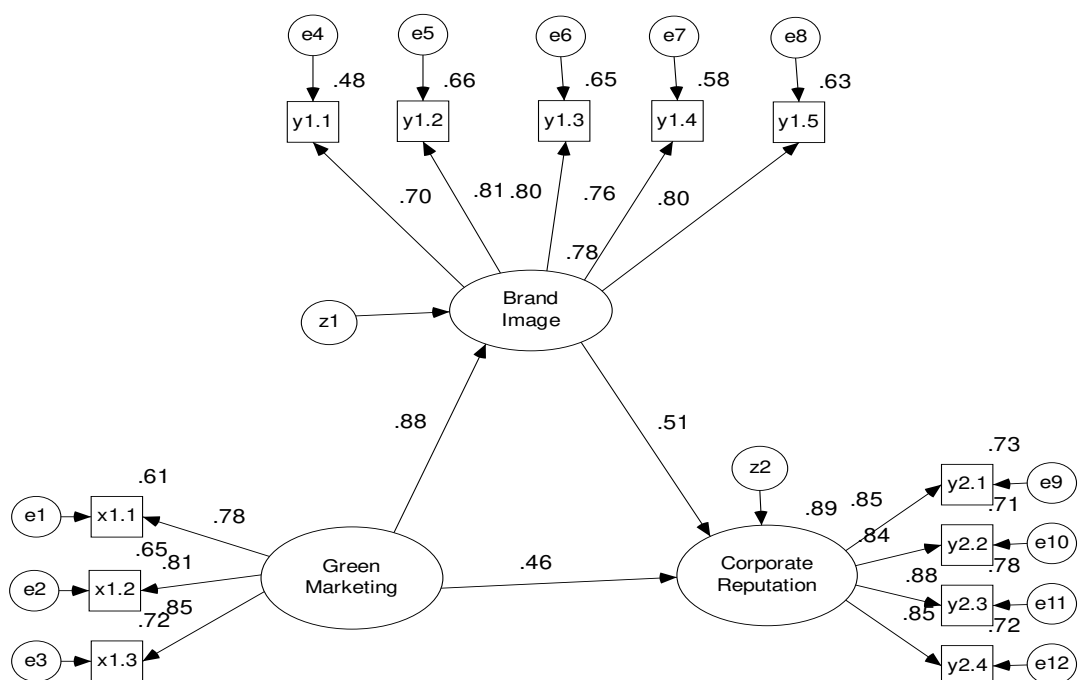 e4
e5
e6
e7
e8
.48
.66
.65
.58
.63
y1.1
y1.2
y1.3
y1.4
y1.5
.70
.81
.80
.76
.80
.78
Brand
Image
z1
.88
.51
z2
.73
y2.1
e9
.61
x1.1
e1
.78
.89
.85
.71
y2.2
e10
.84
.65
.81
x1.2
e2
Green
Marketing
.46
Corporate
Reputation
.78
.88
y2.3
e11
.72
.85
x1.3
e3
.85
.72
y2.4
e12